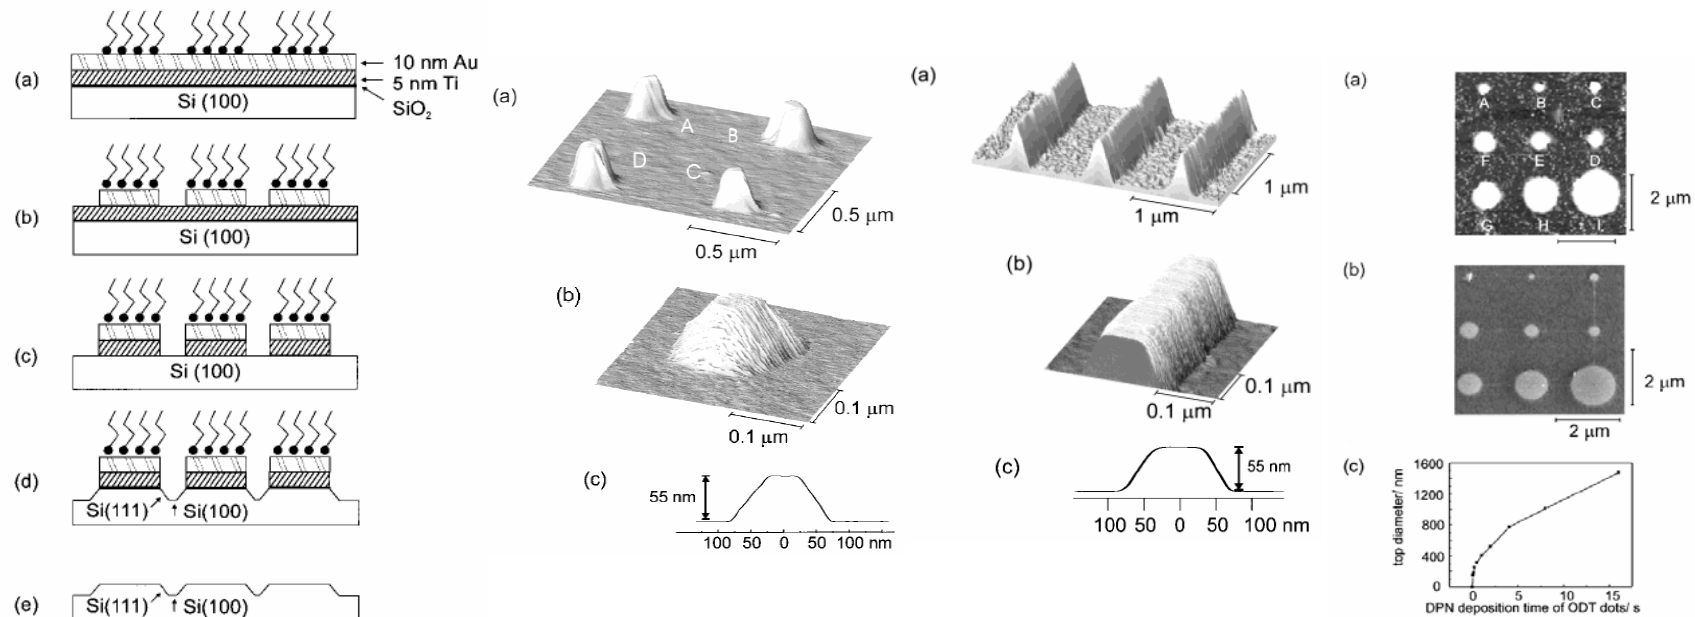 (a)
10 nm Au
5 nm Ti
SiO₂
Si (100)
(b)
Si (100)
(c)
Si (100)
(d)
Si(111)
Si(100)
(e)
Si(111)
Si(100)
(a)
A
B
D
C
0.5 μm
0.5 μm
(b)
0.1 μm
0.1 μm
(c)
55 nm
100 50 0 50 100 nm
(a)
1 μm
1 μm
(b)
0.1 μm
0.1 μm
(c)
55 nm
100 50 0 50 100 nm
(a)
A B C
F E D
G H I
2 μm
(b)
2 μm
2 μm
(c)
top diameter/ nm
1600
1200
800
400
0
0 5 10 15
DPN deposition time of ODT dots/ s